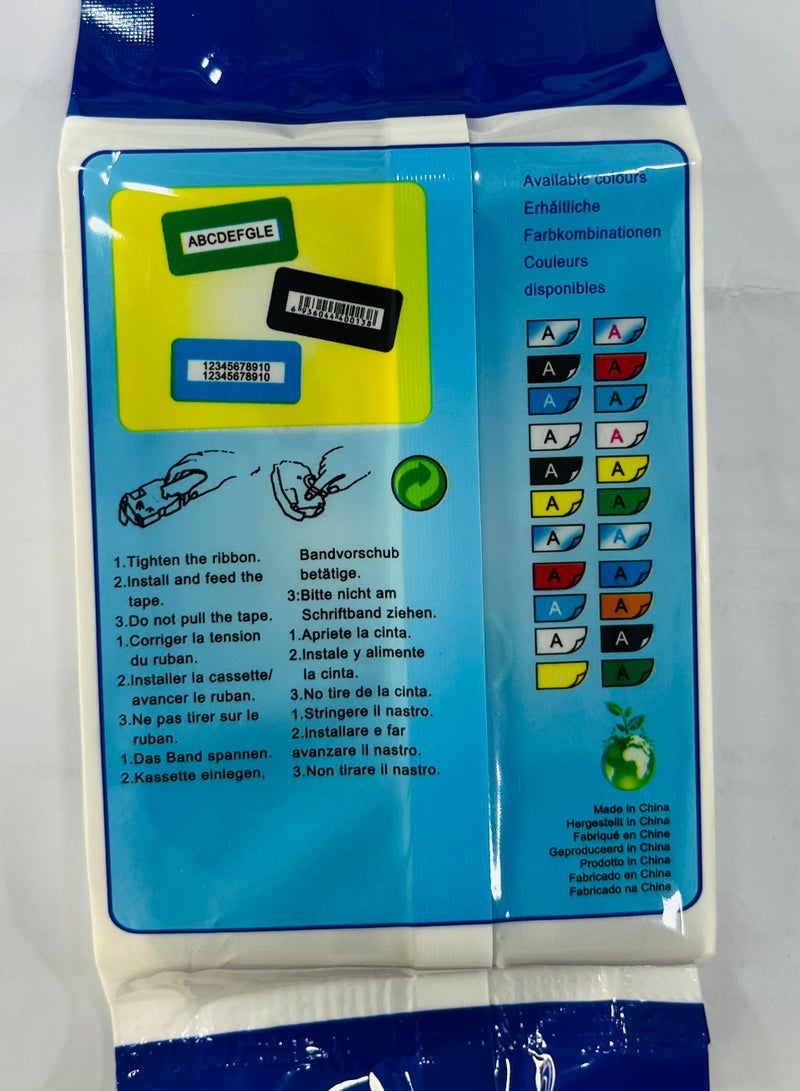 ABCDEFGLE
6 936044 400138
12345678910
12345678910
1.Tighten the ribbon.
2.Install and feed the
tape.
3.Do not pull the tape.
1.Corriger la tension
du ruban.
2.Installer la cassette/
avancer le ruban.
3.Ne pas tirer sur le
ruban.
1.Das Band spannen.
2.Kassette einlegen,
Bandvorschub
betätige.
3:Bitte nicht am
Schriftband ziehen.
1.Apriete la cinta.
2.Instale y alimente
la cinta.
3.No tire de la cinta.
1.Stringere il nastro.
2.Installare e far
avanzare il nastro.
3.Non tirare il nastro.
Available colours
Erhåltliche
Farbkombinationen
Couleurs
disponibles
A A
A A
A A
A A
A A
A A
A A
A A
A A
A A
A A
Made in China
Hergestellt in China
Fabriqué en Chine
Geproduceerd in China
Prodotto in China
Fabricado en China
Fabricado na China